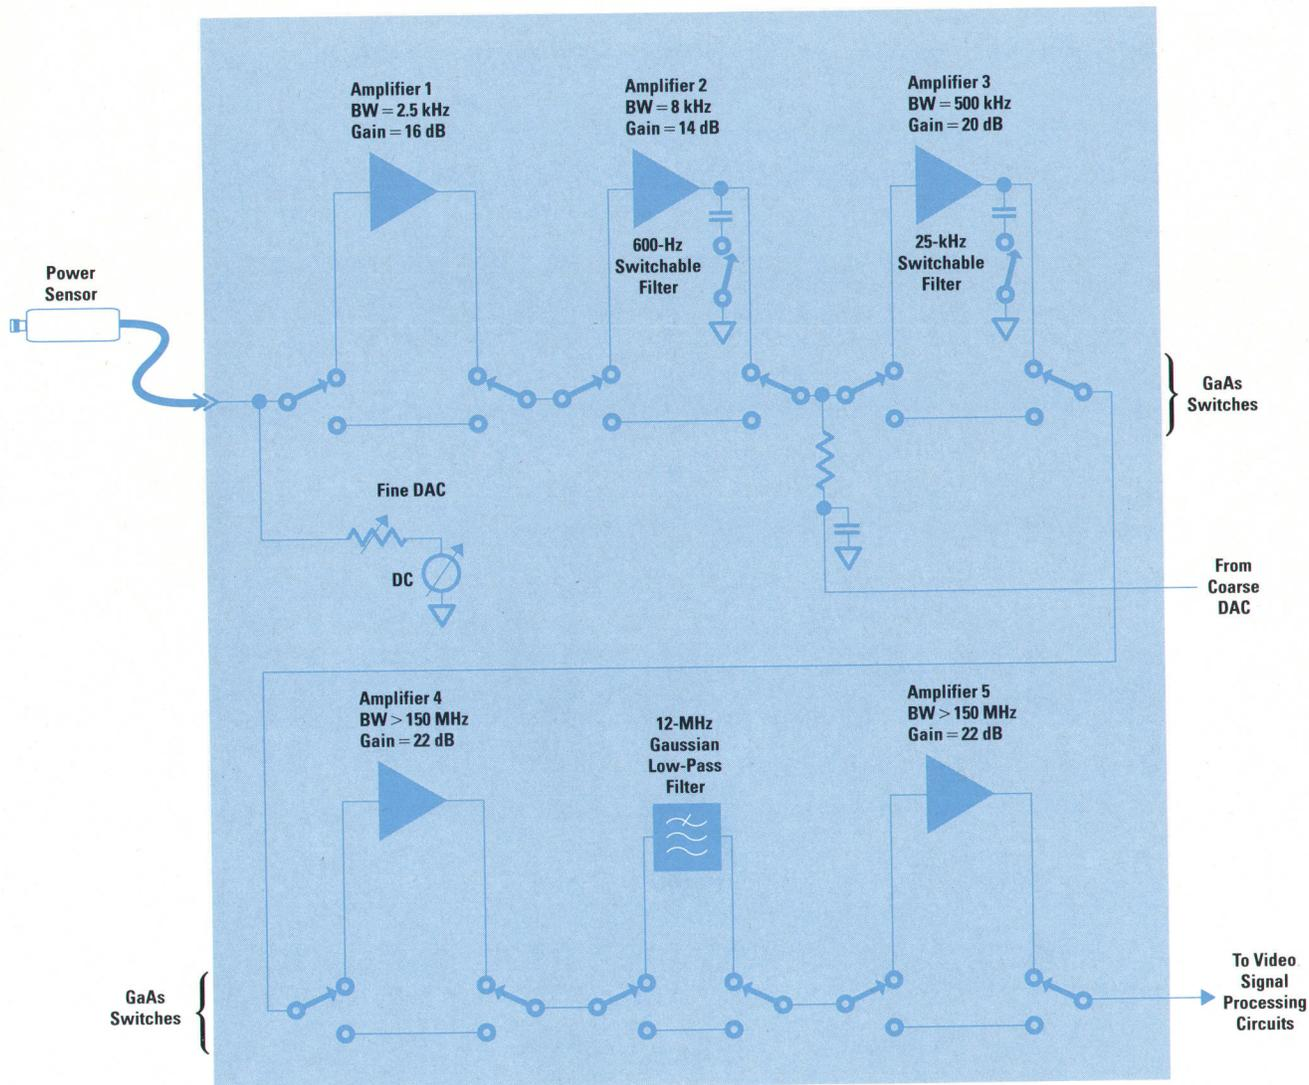 Amplifier 1
BW = 2.5 kHz
Gain = 16 dB
Amplifier 2
BW = 8 kHz
Gain = 14 dB
Amplifier 3
BW = 500 kHz
Gain = 20 dB
600-Hz
Switchable
Filter
25-kHz
Switchable
Filter
Power
Sensor
GaAs
Switches
Fine DAC
DC
From
Coarse
DAC
Amplifier 4
BW > 150 MHz
Gain = 22 dB
12-MHz
Gaussian
Low-Pass
Filter
Amplifier 5
BW > 150 MHz
Gain = 22 dB
GaAs
Switches
To Video
Signal
Processing
Circuits